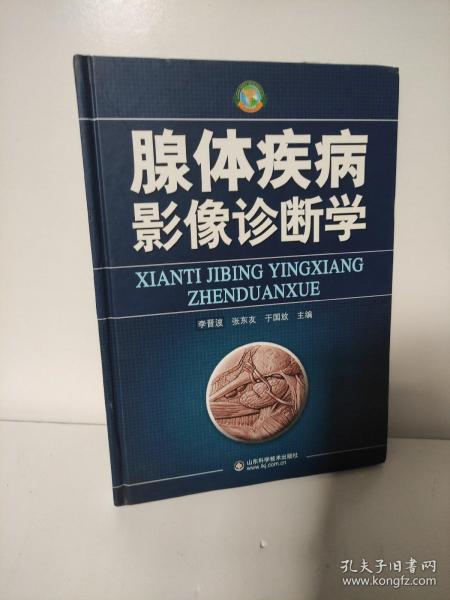 腺体疾病
影像诊断学
XIANTI JIBING YINGXIANG
ZHENDUANXUE
李晋波 张东友 于国放 主编
山东科学技术出版社
www.lkj.com.cn
孔夫子旧书网
www.kongfz.com